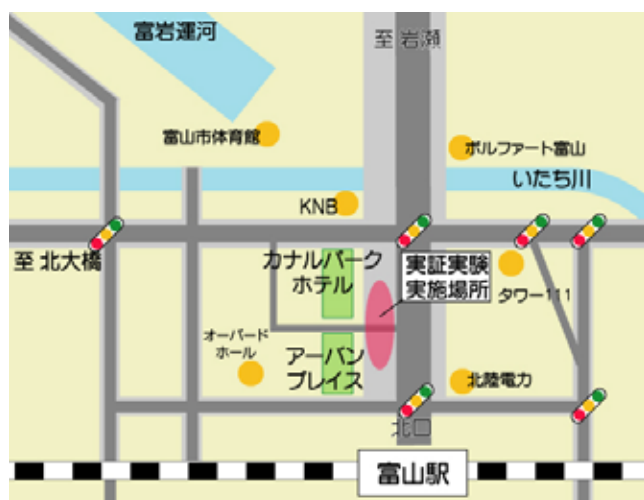 富岩運河
至 岩瀬
富山市体育館
ボルファート富山
いたち川
KNB
至 北大橋
カナルパーク
ホテル
実証実験
実施場所
タワー111
オーバード
ホール
アーバン
プレイス
北陸電力
北口
富山駅